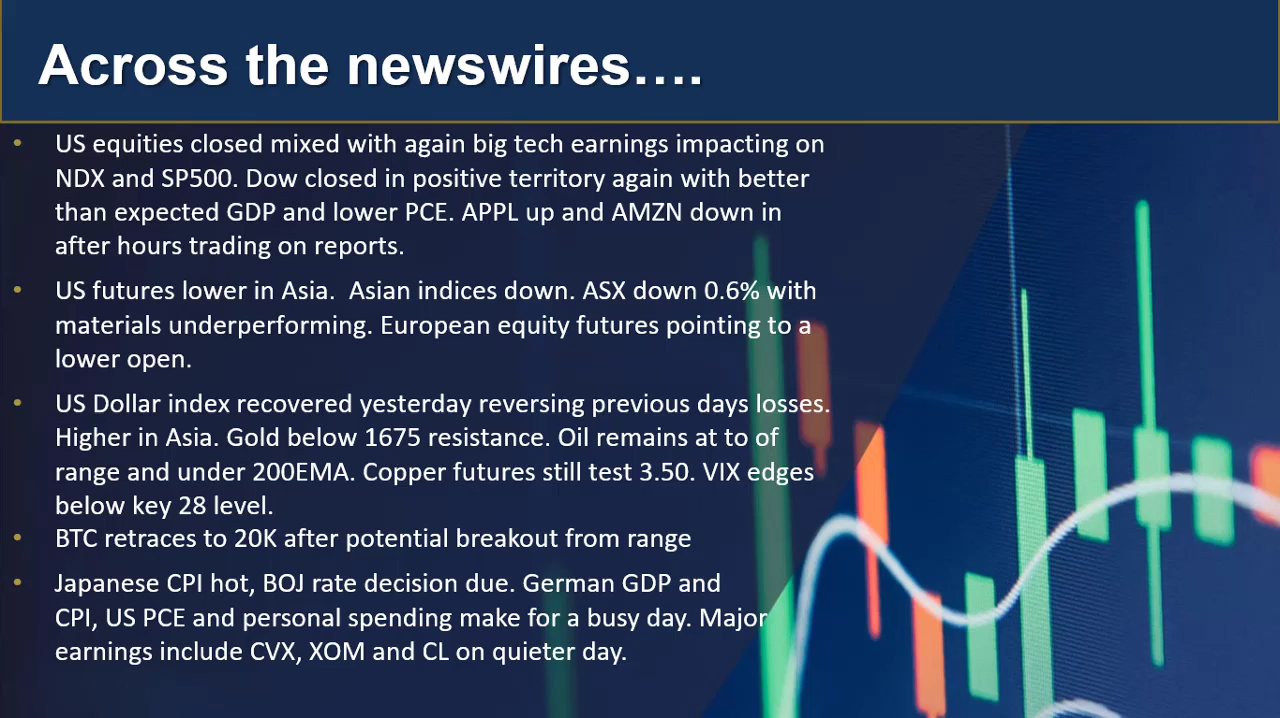 Across the newswires....
• US equities closed mixed with again big tech earnings impacting on
NDX and SP500. Dow closed in positive territory again with better
than expected GDP and lower PCE. APPL up and AMZN down in
after hours trading on reports.
• US futures lower in Asia.  Asian indices down. ASX down 0.6% with
materials underperforming. European equity futures pointing to a
lower open.
• US Dollar index recovered yesterday reversing previous days losses.
Higher in Asia. Gold below 1675 resistance. Oil remains at to of
range and under 200EMA. Copper futures still test 3.50. VIX edges
below key 28 level.
• BTC retraces to 20K after potential breakout from range
• Japanese CPI hot, BOJ rate decision due. German GDP and
CPI, US PCE and personal spending make for a busy day. Major
earnings include CVX, XOM and CL on quieter day.